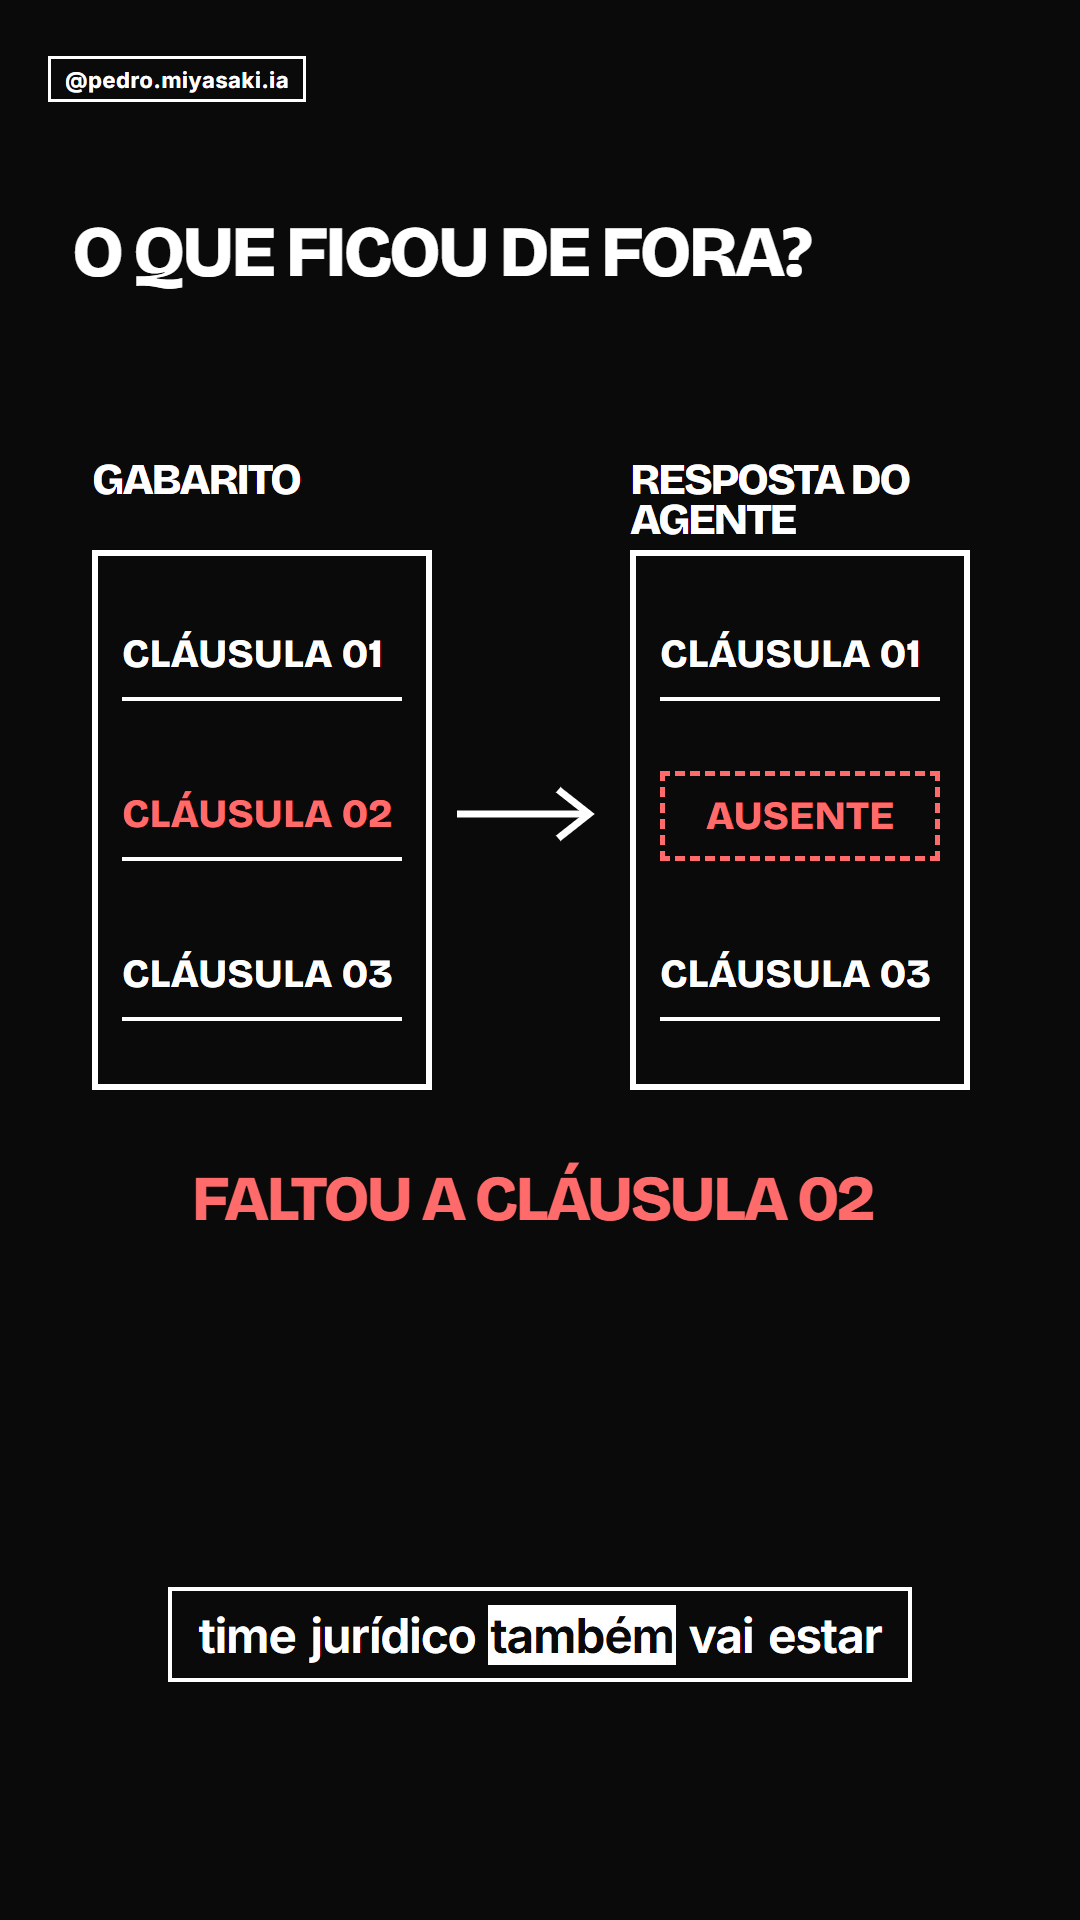 @pedro.miyasaki.ia
O QUE FICOU DE FORA?
GABARITO
CLÁUSULA 01
CLÁUSULA 02
CLÁUSULA 03
RESPOSTA DO
AGENTE
CLÁUSULA 01
AUSENTE
CLÁUSULA 03
FALTOU A CLÁUSULA 02
time jurídico também vai estar